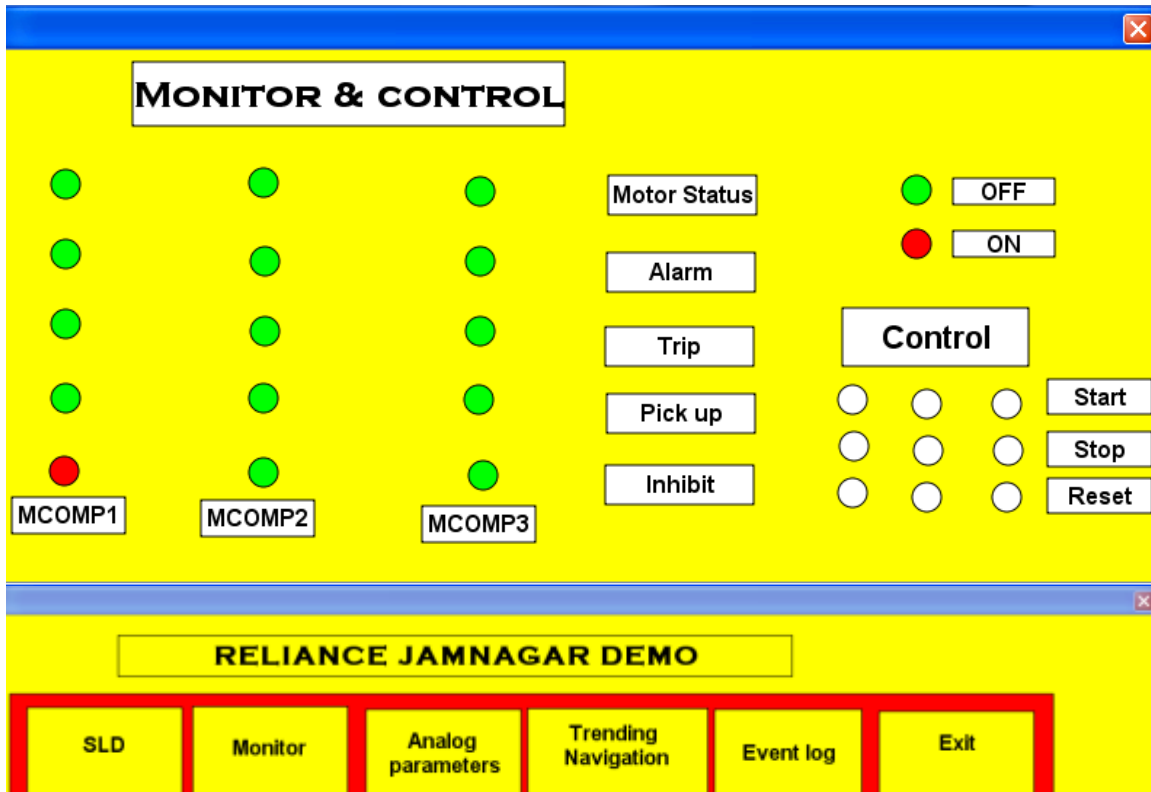 MONITOR & CONTROL
Motor Status
OFF
ON
Alarm
Trip
Control
Pick up
Start
Stop
Inhibit
Reset
MCOMP1
MCOMP2
MCOMP3
RELIANCE JAMNAGAR DEMO
SLD
Monitor
Analog
parameters
Trending
Navigation
Event log
Exit